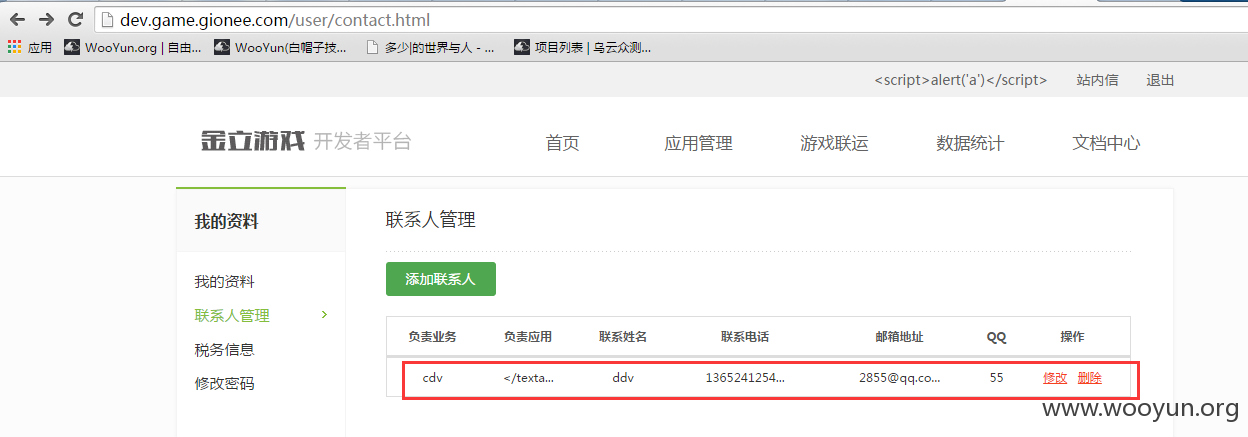 dev.game.gionee.com/user/contact.html
应用 WooYun.org | 自由... WooYun(白帽子技... 多少|的世界与人 - ... 项目列表 | 乌云众测...
<script>alert('a')</script> 站内信 退出
金立游戏 开发者平台 首页 应用管理 游戏联运 数据统计 文档中心
我的资料
我的资料
联系人管理
税务信息
修改密码
联系人管理
添加联系人
负责业务 负责应用 联系姓名 联系电话 邮箱地址 QQ 操作
cdv </texta... ddv 1365241254... 2855@qq.co... 55 修改 删除
www.wooyun.org